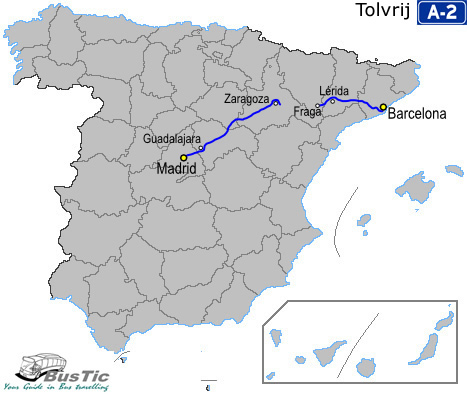 Tolvrij A-2
Zaragoza
Lérida
Fraga
Barcelona
Guadalajara
Madrid
BusTic
Your Guide in Bus travelling